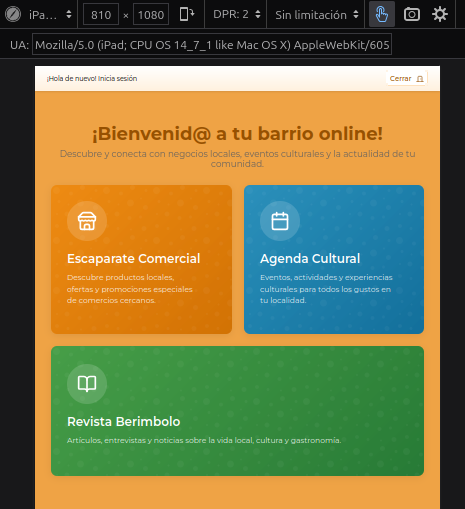 iPa...
810 × 1080
DPR: 2
Sin limitación
UA: Mozilla/5.0 (iPad; CPU OS 14_7_1 like Mac OS X) AppleWebKit/605
¡Hola de nuevo! Inicia sesión
Cerrar
¡Bienvenid@ a tu barrio online!
Descubre y conecta con negocios locales, eventos culturales y la actualidad de tu
comunidad.
Escaparate Comercial
Descubre productos locales,
ofertas y promociones especiales
de comercios cercanos.
Agenda Cultural
Eventos, actividades y experiencias
culturales para todos los gustos en
tu localidad.
Revista Berimbolo
Artículos, entrevistas y noticias sobre la vida local, cultura y gastronomía.